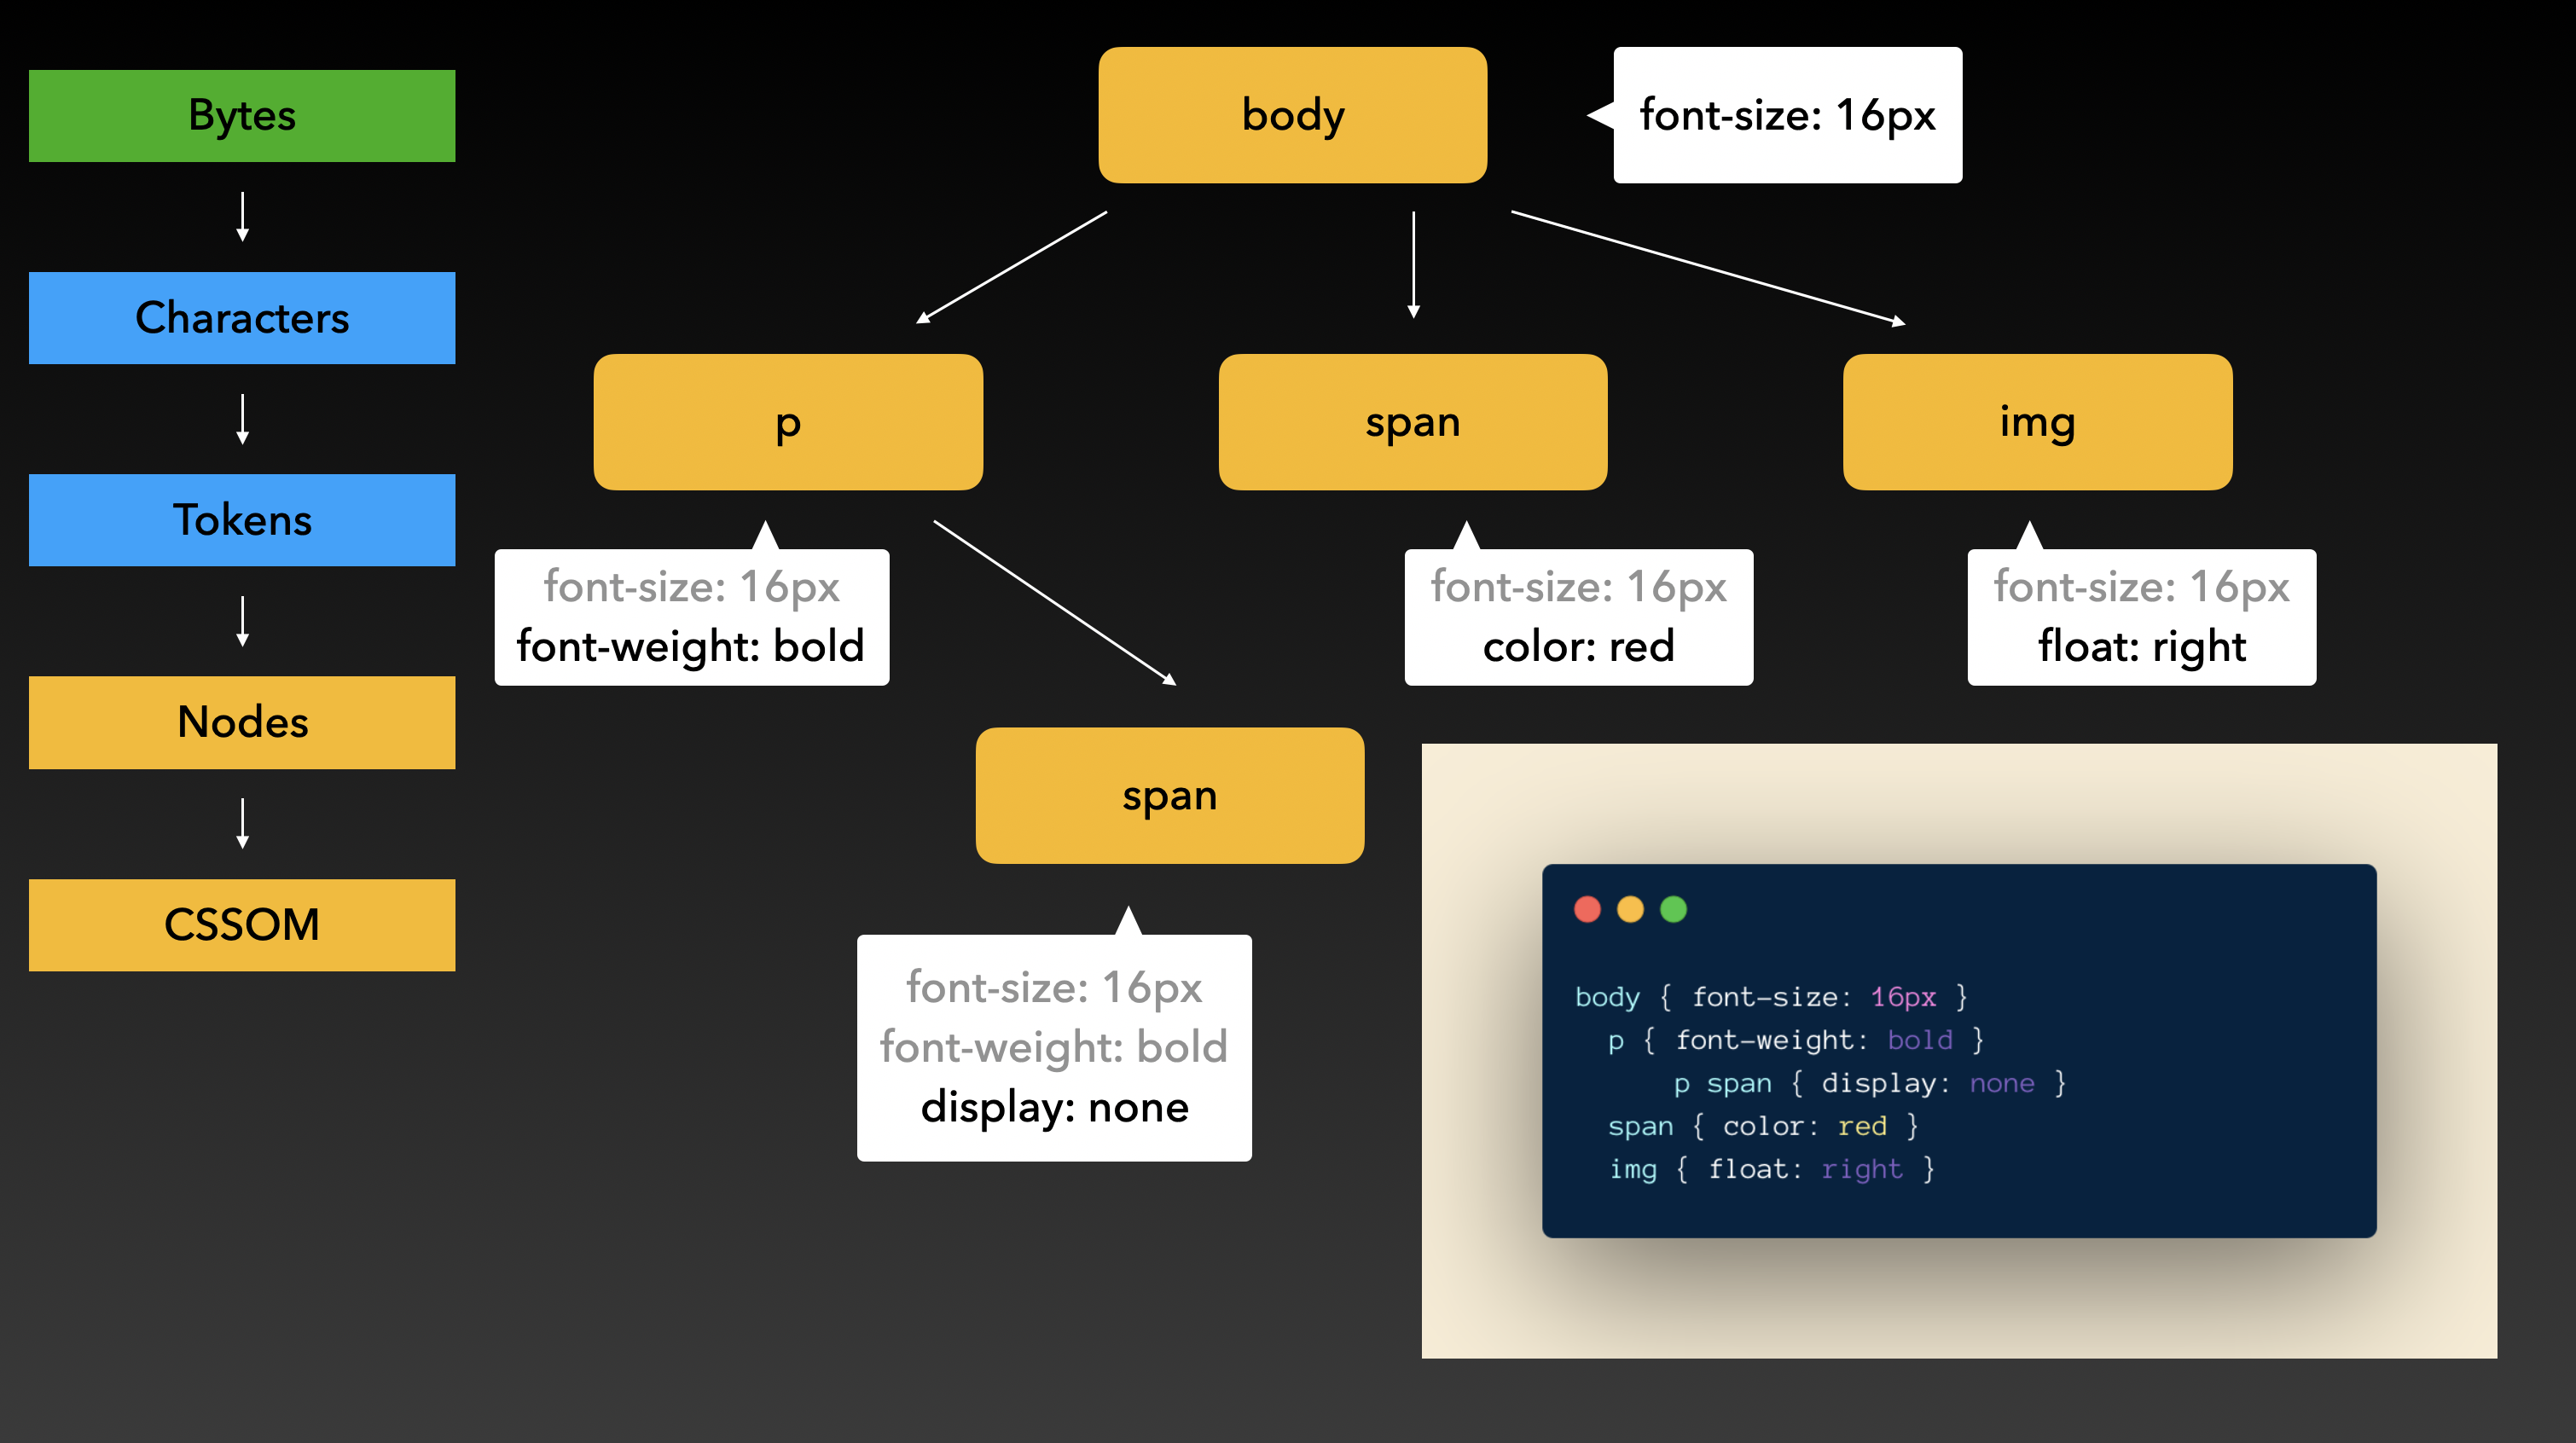 Bytes
Characters
Tokens
Nodes
CSSOM
body
font-size: 16px
p
span
img
font-size: 16px
font-weight: bold
font-size: 16px
color: red
font-size: 16px
float: right
span
font-size: 16px
font-weight: bold
display: none
body { font-size: 16px }
p { font-weight: bold }
p span { display: none }
span { color: red }
img { float: right }